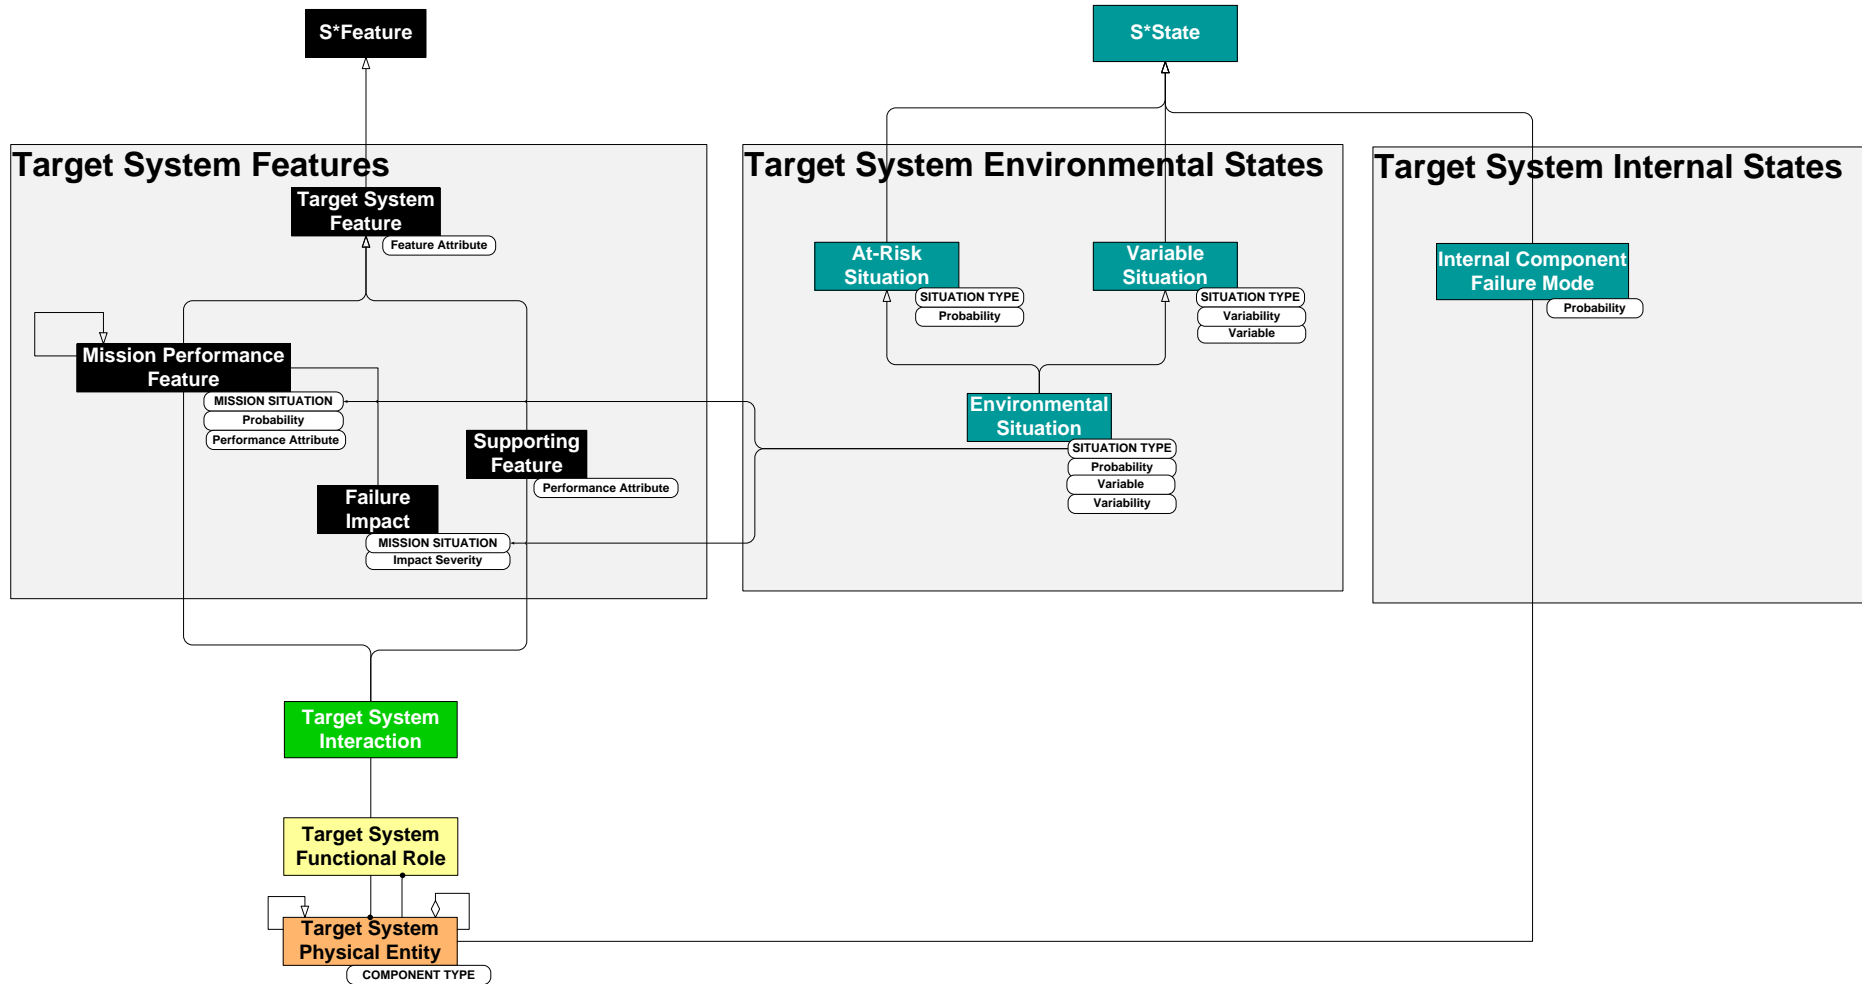 S*Feature
S*State
Target System Features
Target System Environmental States
Target System Internal States
Target System
Feature
Feature Attribute
At-Risk
Situation
SITUATION TYPE
Probability
Variable
Situation
SITUATION TYPE
Variability
Variable
Internal Component
Failure Mode
Probability
Mission Performance
Feature
MISSION SITUATION
Probability
Performance Attribute
Environmental
Situation
SITUATION TYPE
Probability
Variable
Variability
Supporting
Feature
Performance Attribute
Failure
Impact
MISSION SITUATION
Impact Severity
Target System
Interaction
Target System
Functional Role
Target System
Physical Entity
COMPONENT TYPE